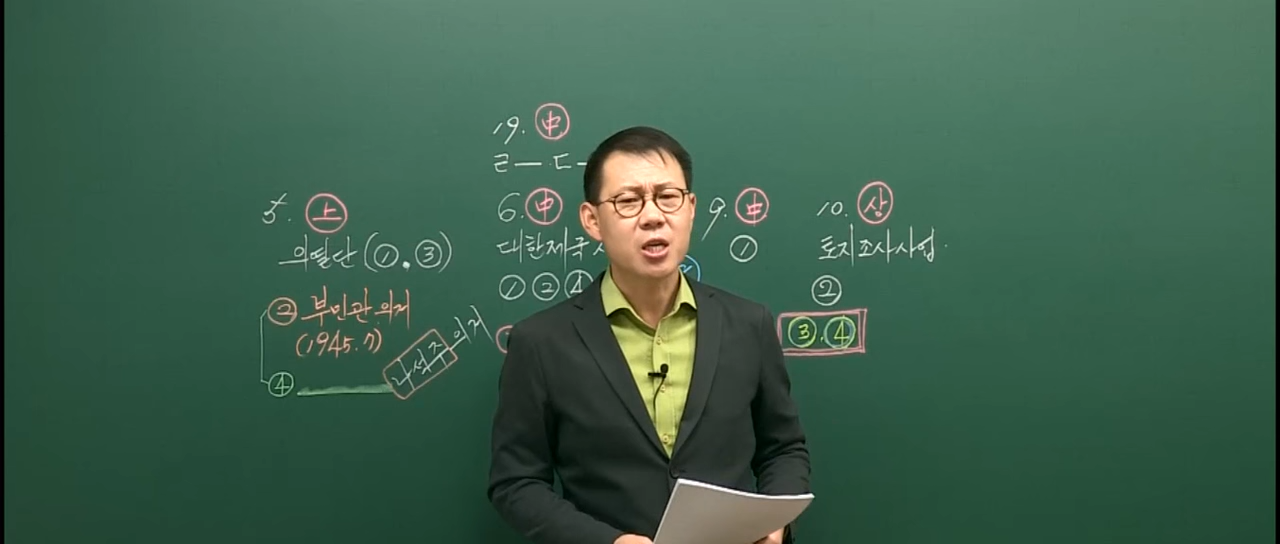 19. 中
ㄹ — ㄷ —
5. 上
의열단 (①. ③)
② 부민관 의거
(1945. 7)
④
나석주 의거
6. 中
대한제국
① ② ④
9. 中
①
10. 상
토지조사사업.
②
③. ④